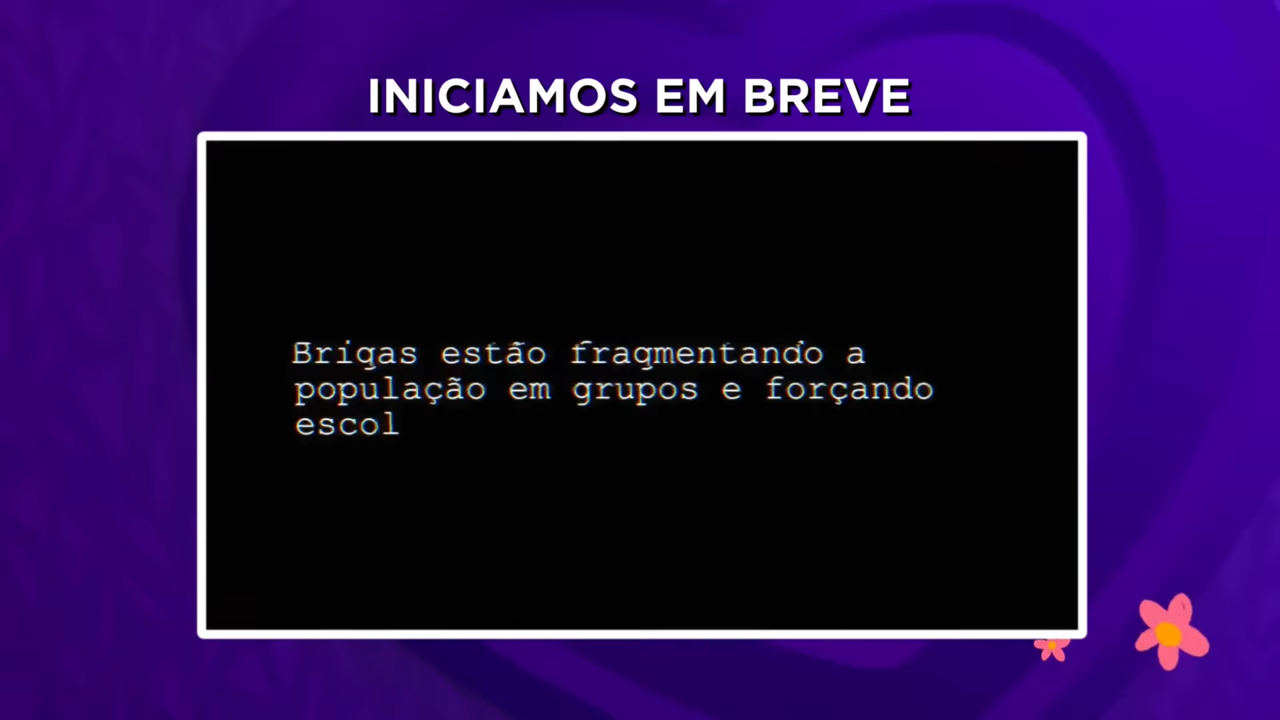 INICIAMOS EM BREVE
Brigas estão fragmentando a
população em grupos e forçando
escol